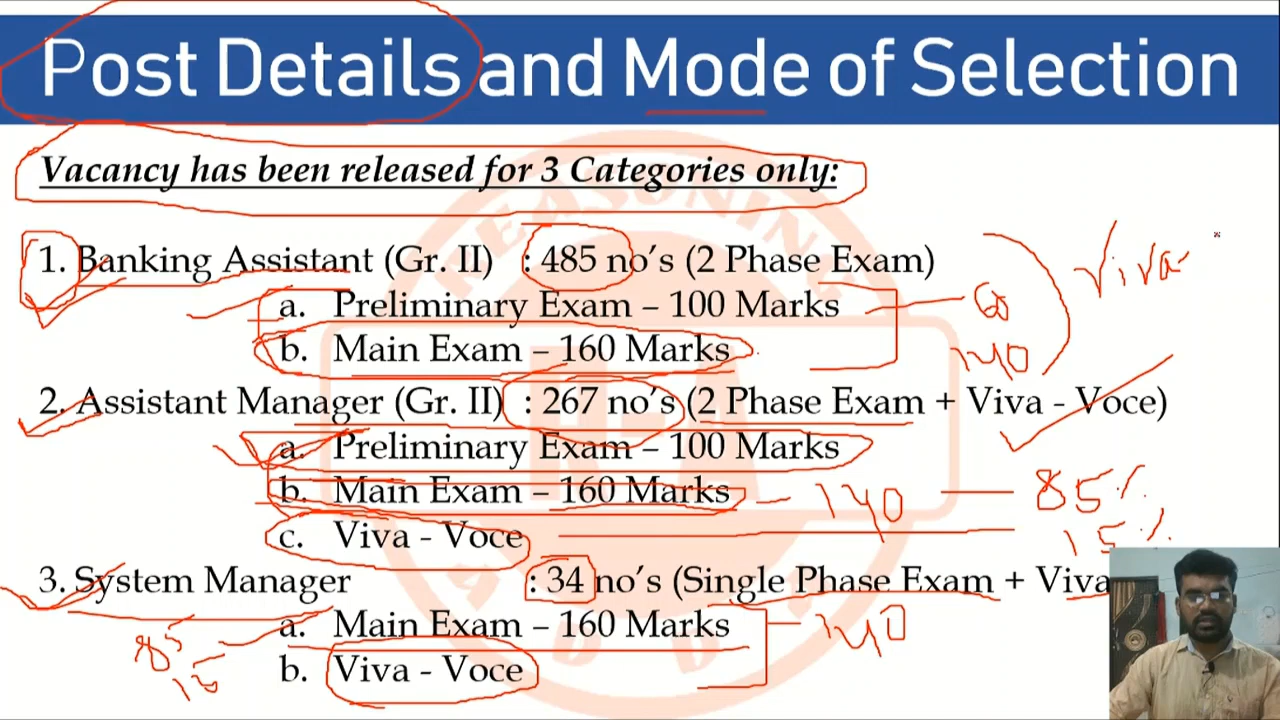 Post Details and Mode of Selection
Vacancy has been released for 3 Categories only:
1. Banking Assistant (Gr. II) : 485 no's (2 Phase Exam)
Viva-
a. Preliminary Exam – 100 Marks
b. Main Exam – 160 Marks
140
2. Assistant Manager (Gr. II) : 267 no's (2 Phase Exam + Viva - Voce)
a. Preliminary Exam – 100 Marks
b. Main Exam – 160 Marks - 140 — 85%
c. Viva - Voce 15%
3. System Manager : 34 no's (Single Phase Exam + Viva
a. Main Exam – 160 Marks - 140
85
15
b. Viva - Voce
REASONING